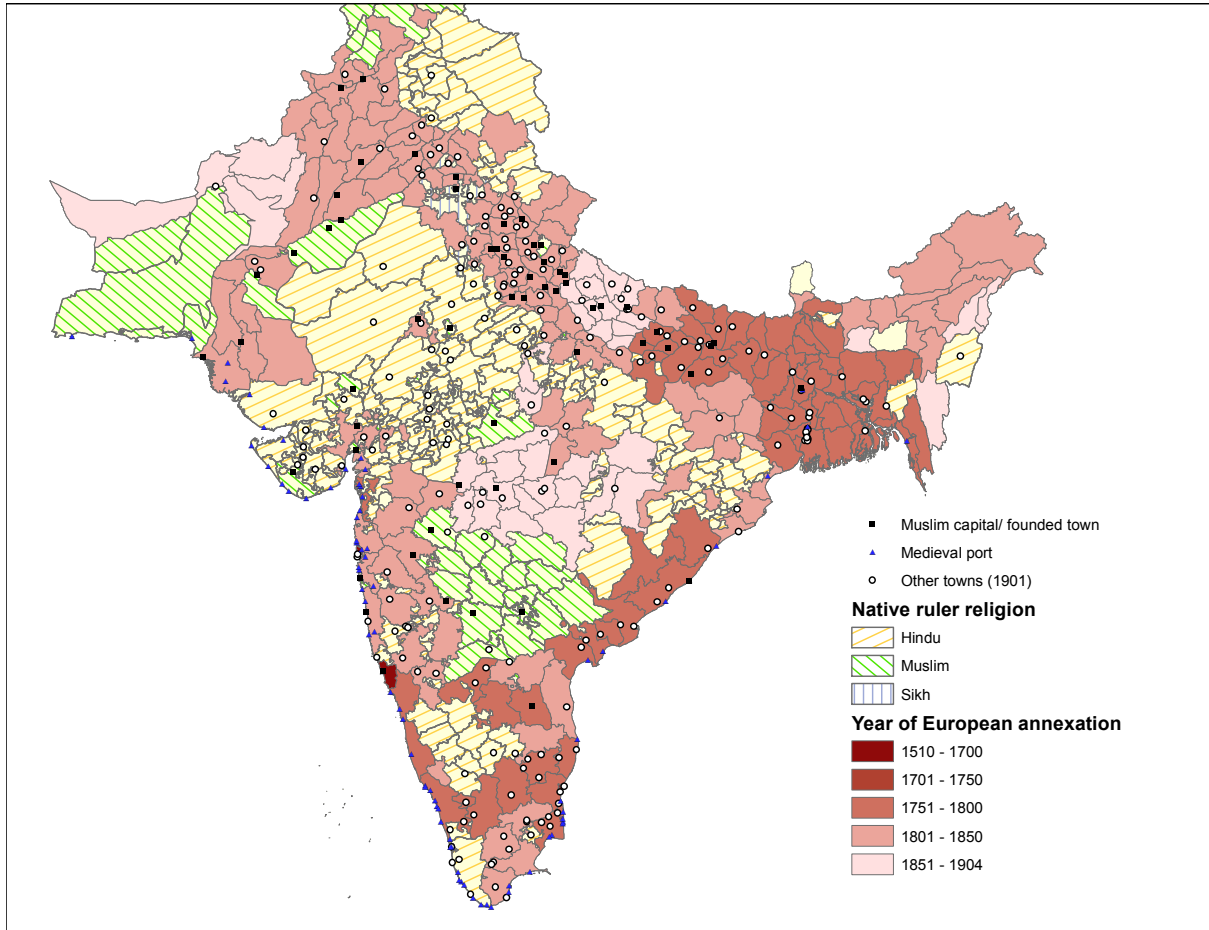 Muslim capital/ founded town
Medieval port
Other towns (1901)
Native ruler religion
Hindu
Muslim
Sikh
Year of European annexation
1510 - 1700
1701 - 1750
1751 - 1800
1801 - 1850
1851 - 1904